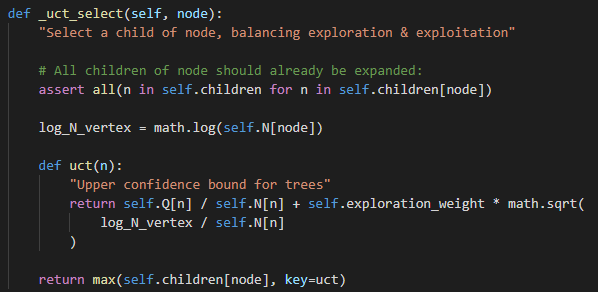 def _uct_select(self, node):
    "Select a child of node, balancing exploration & exploitation"

    # All children of node should already be expanded:
    assert all(n in self.children for n in self.children[node])

    log_N_vertex = math.log(self.N[node])

    def uct(n):
        "Upper confidence bound for trees"
        return self.Q[n] / self.N[n] + self.exploration_weight * math.sqrt(
            log_N_vertex / self.N[n]
        )

    return max(self.children[node], key=uct)